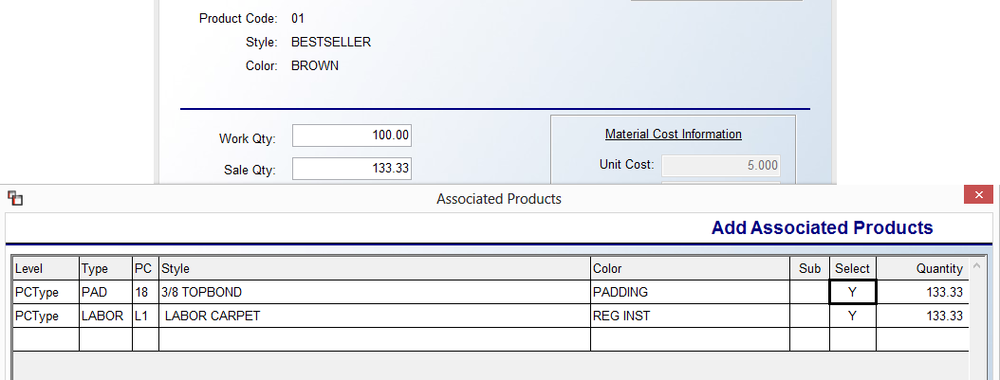 Product Code: 01
Style: BESTSELLER
Color: BROWN
Work Qty: 100.00
Material Cost Information
Sale Qty: 133.33
Unit Cost: 5.000
Associated Products
Add Associated Products
Level Type PC Style Color Sub Select Quantity
PCType PAD 18 3/8 TOPBOND PADDING Y 133.33
PCType LABOR L1 LABOR CARPET REG INST Y 133.33